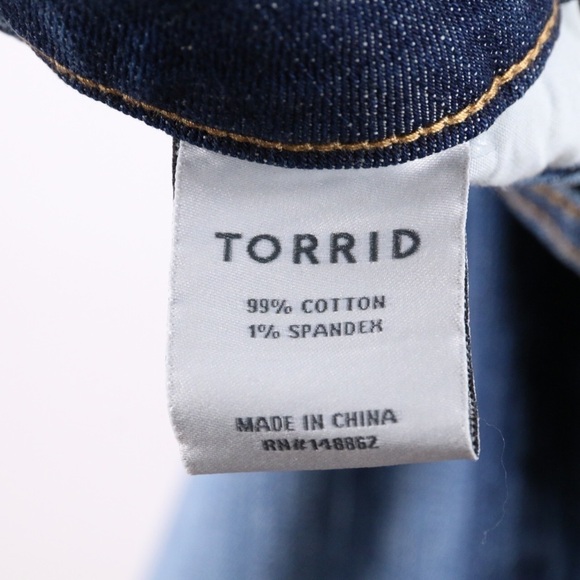 TORRID
99% COTTON
1% SPANDEX
MADE IN CHINA
RN#148862